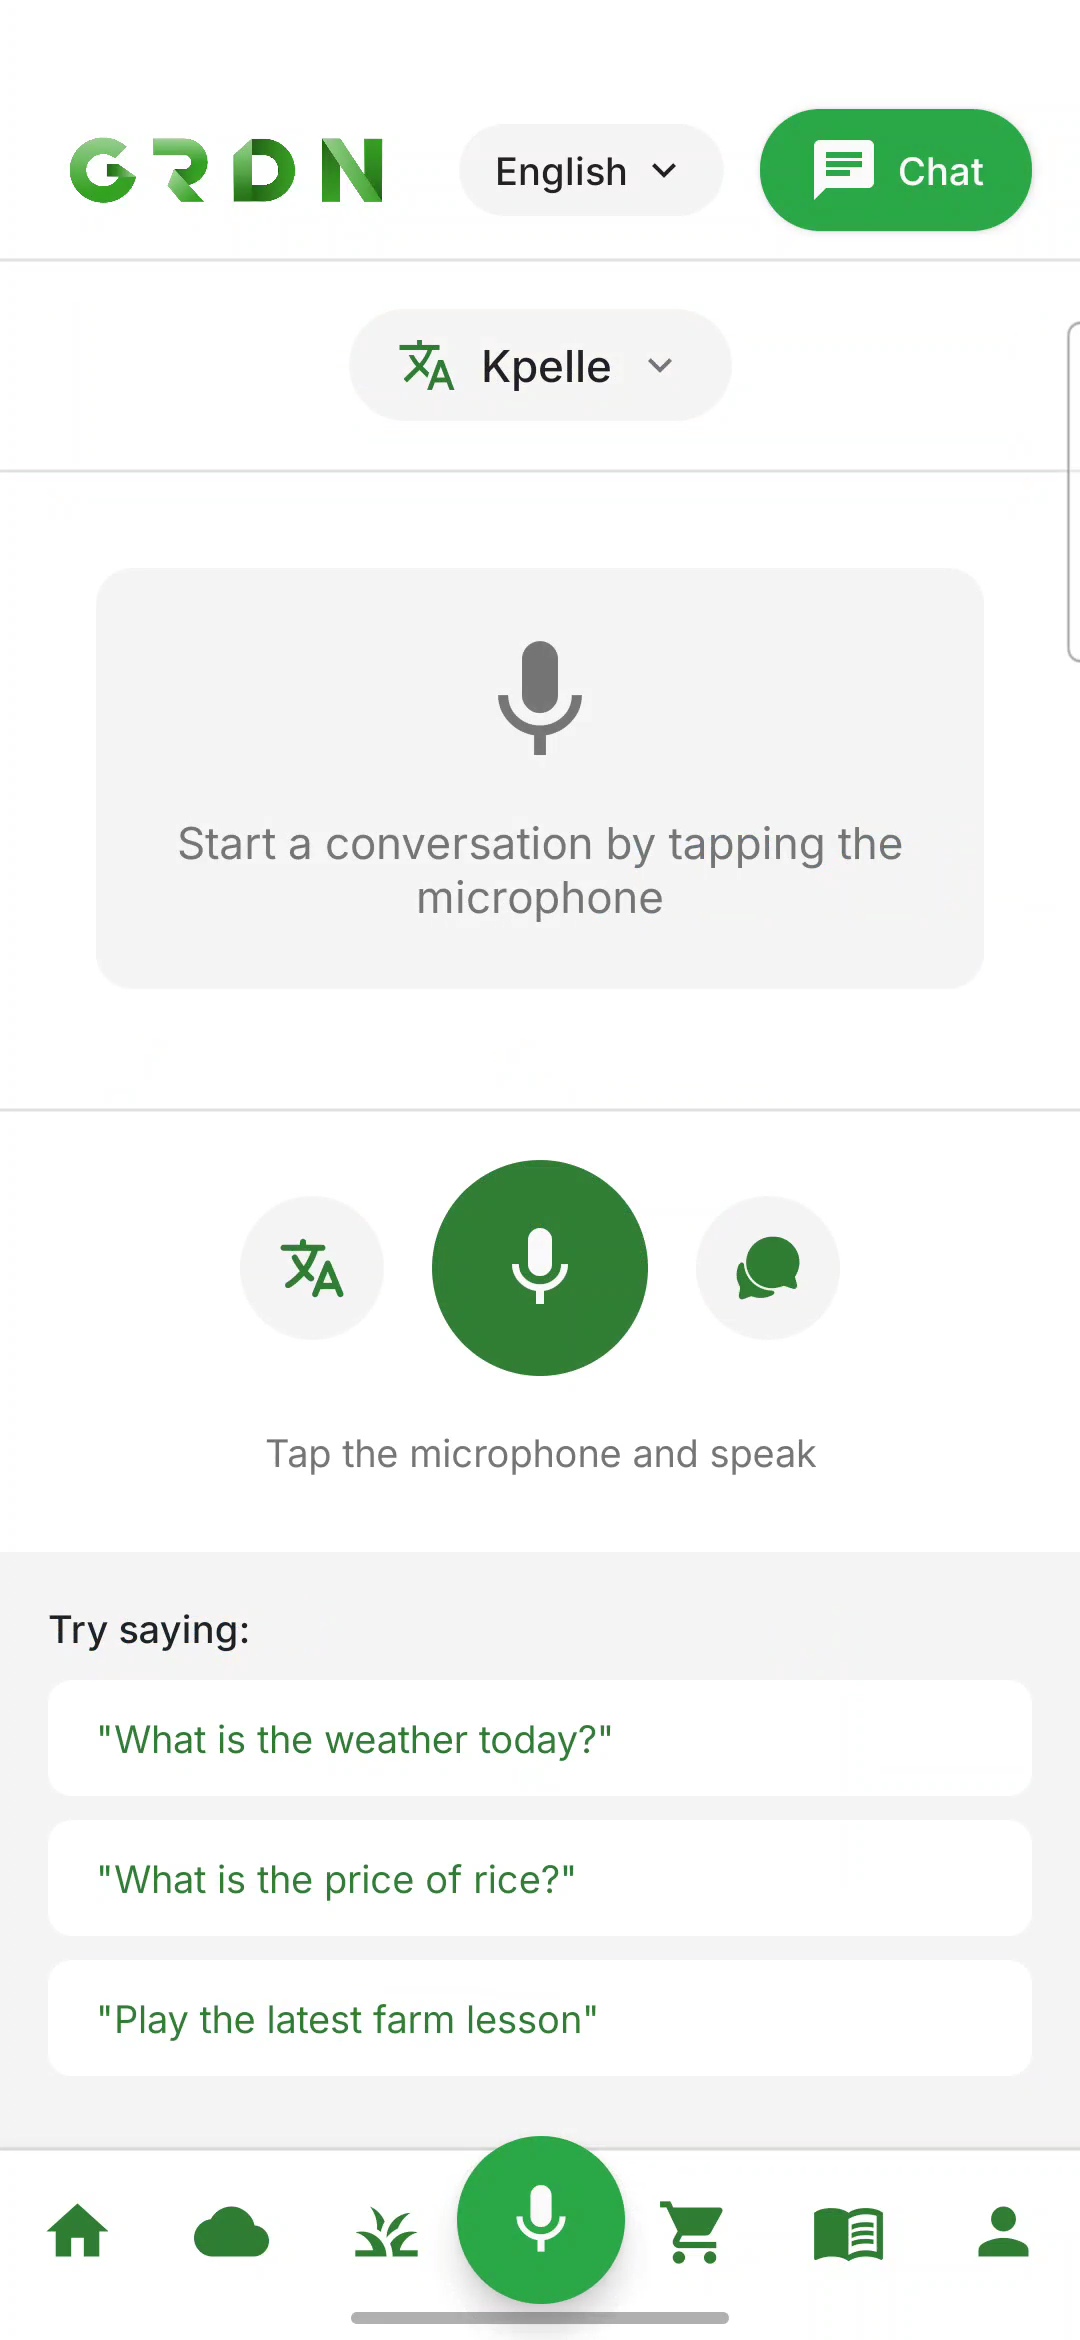 GRDN
English
Chat
Kpelle
Start a conversation by tapping the
microphone
Tap the microphone and speak
Try saying:
"What is the weather today?"
"What is the price of rice?"
"Play the latest farm lesson"